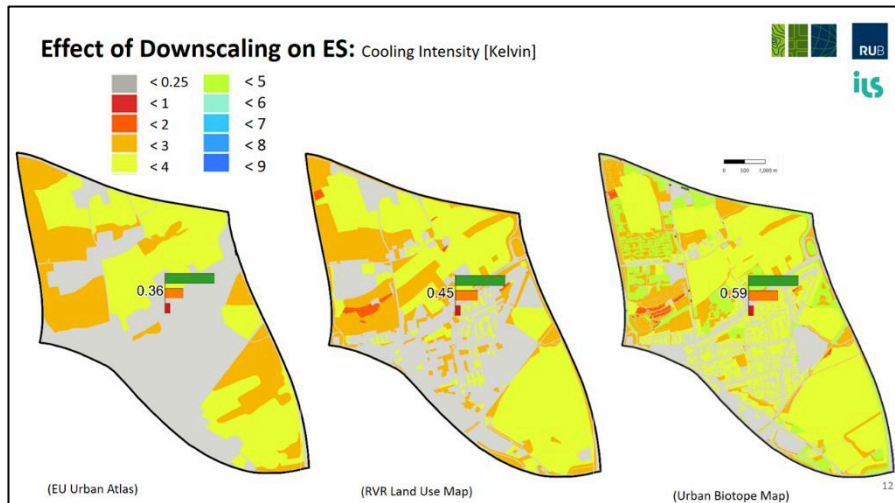 Effect of Downscaling on ES: Cooling Intensity [Kelvin]
RUB
ils
< 0.25
< 1
< 2
< 3
< 4
< 5
< 6
< 7
< 8
< 9
0.36
0.45
0.59
(EU Urban Atlas)
(RVR Land Use Map)
(Urban Biotope Map)
12